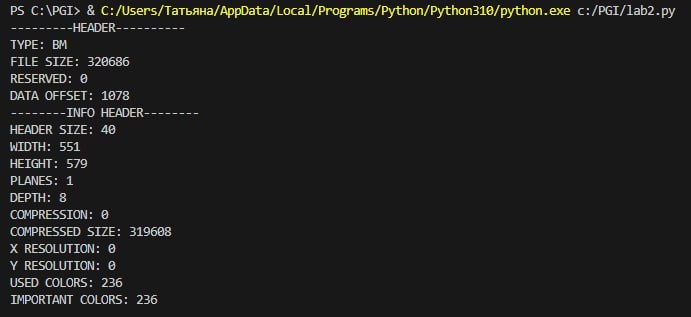 PS C:\PGI> & C:/Users/Татьяна/AppData/Local/Programs/Python/Python310/python.exe c:/PGI/lab2.py
---------HEADER----------
TYPE: BM
FILE SIZE: 320686
RESERVED: 0
DATA OFFSET: 1078
--------INFO HEADER--------
HEADER SIZE: 40
WIDTH: 551
HEIGHT: 579
PLANES: 1
DEPTH: 8
COMPRESSION: 0
COMPRESSED SIZE: 319608
X RESOLUTION: 0
Y RESOLUTION: 0
USED COLORS: 236
IMPORTANT COLORS: 236